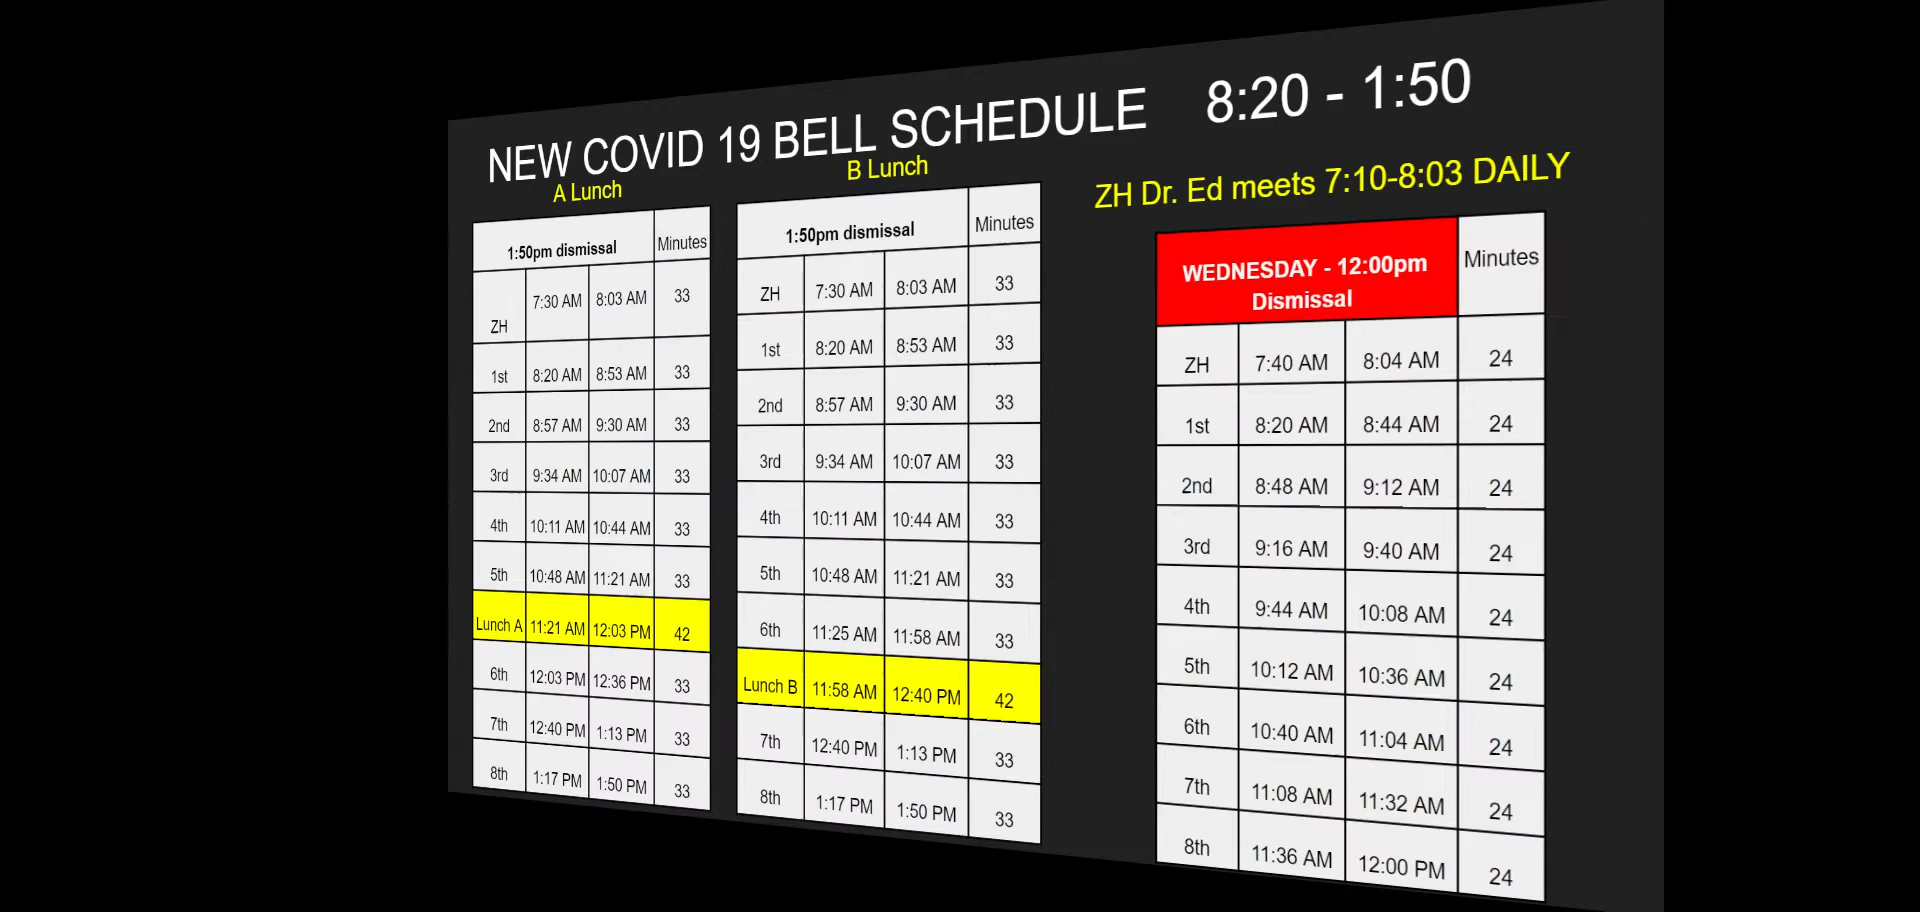 NEW COVID 19 BELL SCHEDULE 8:20 - 1:50
A Lunch
1:50pm dismissal Minutes
ZH 7:30 AM 8:03 AM 33
1st 8:20 AM 8:53 AM 33
2nd 8:57 AM 9:30 AM 33
3rd 9:34 AM 10:07 AM 33
4th 10:11 AM 10:44 AM 33
5th 10:48 AM 11:21 AM 33
Lunch A 11:21 AM 12:03 PM 42
6th 12:03 PM 12:36 PM 33
7th 12:40 PM 1:13 PM 33
8th 1:17 PM 1:50 PM 33
B Lunch
1:50pm dismissal Minutes
ZH 7:30 AM 8:03 AM 33
1st 8:20 AM 8:53 AM 33
2nd 8:57 AM 9:30 AM 33
3rd 9:34 AM 10:07 AM 33
4th 10:11 AM 10:44 AM 33
5th 10:48 AM 11:21 AM 33
6th 11:25 AM 11:58 AM 33
Lunch B 11:58 AM 12:40 PM 42
7th 12:40 PM 1:13 PM 33
8th 1:17 PM 1:50 PM 33
ZH Dr. Ed meets 7:10-8:03 DAILY
WEDNESDAY - 12:00pm Minutes
Dismissal
ZH 7:40 AM 8:04 AM 24
1st 8:20 AM 8:44 AM 24
2nd 8:48 AM 9:12 AM 24
3rd 9:16 AM 9:40 AM 24
4th 9:44 AM 10:08 AM 24
5th 10:12 AM 10:36 AM 24
6th 10:40 AM 11:04 AM 24
7th 11:08 AM 11:32 AM 24
8th 11:36 AM 12:00 PM 24